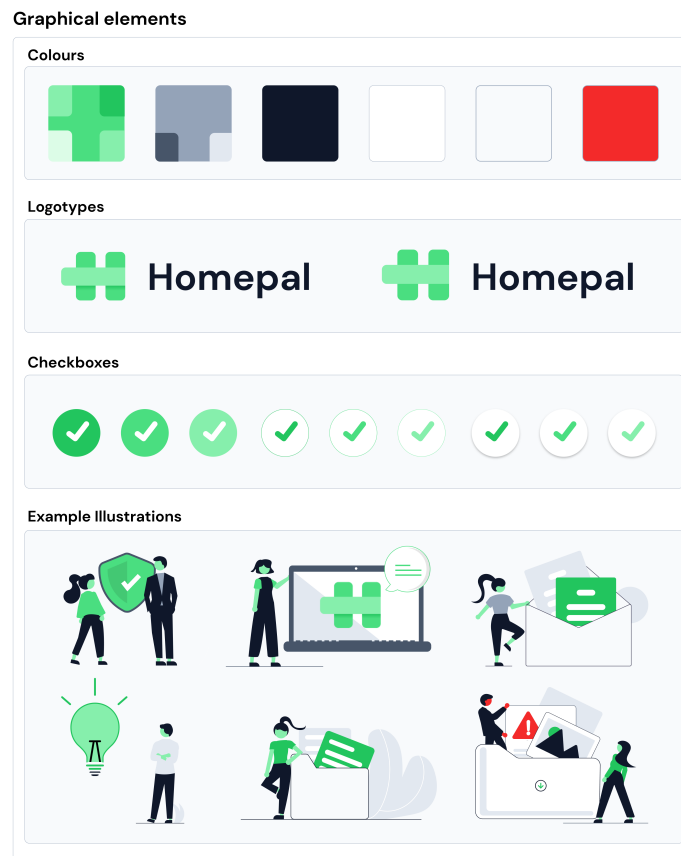 Graphical elements
Colours
Logotypes
Homepal
Homepal
Checkboxes
Example Illustrations